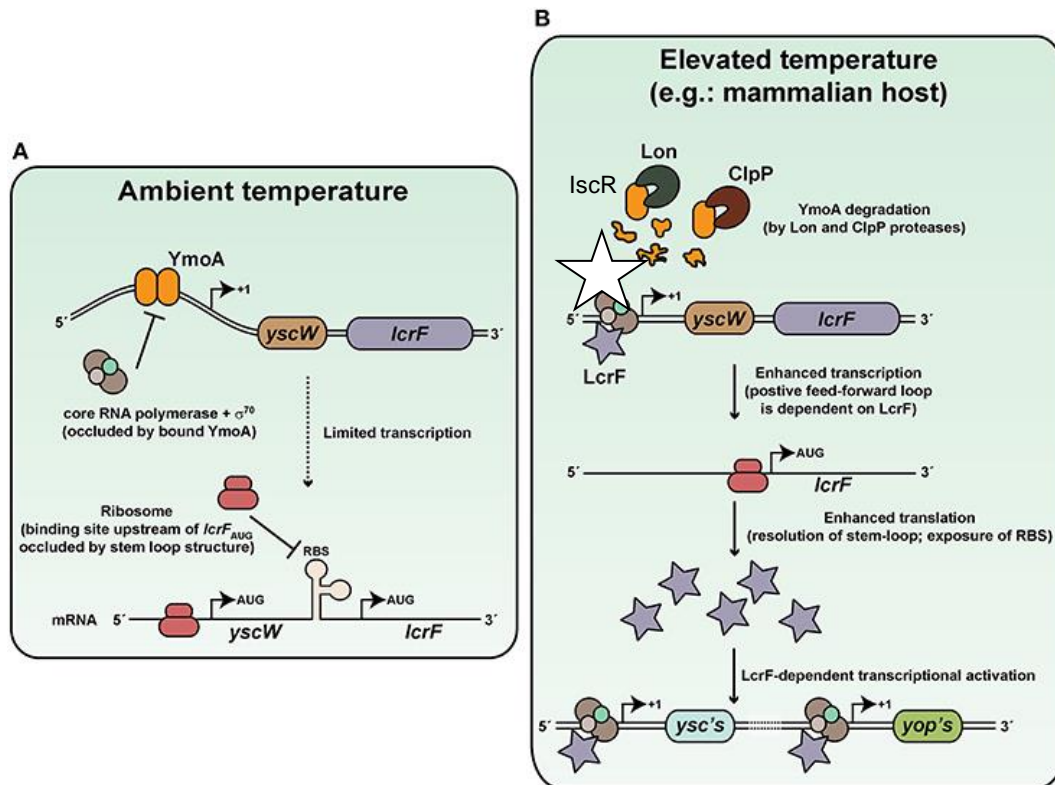 A
Ambient temperature
YmoA
+1
5´
yscW
lcrF
3´
core RNA polymerase + σ⁷⁰
(occluded by bound YmoA)
Limited transcription
Ribosome
(binding site upstream of lcrF_AUG
occluded by stem loop structure)
RBS
mRNA
5´
AUG
yscW
AUG
lcrF
3´
B
Elevated temperature
(e.g.: mammalian host)
Lon
IscR
ClpP
YmoA degradation
(by Lon and ClpP proteases)
+1
5´
yscW
lcrF
3´
LcrF
Enhanced transcription
(postive feed-forward loop
is dependent on LcrF)
AUG
5´
3´
lcrF
Enhanced translation
(resolution of stem-loop; exposure of RBS)
LcrF-dependent transcriptional activation
5´
+1
ysc's
+1
yop's
3´